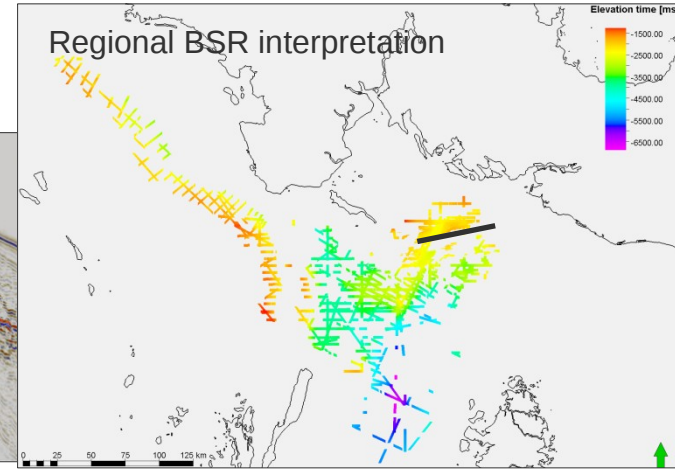 Regional BSR interpretation
Elevation time [ms
-1500.00
-2500.00
-3500.00
-4500.00
-5500.00
-6500.00
0 25 50 75 100 125 km